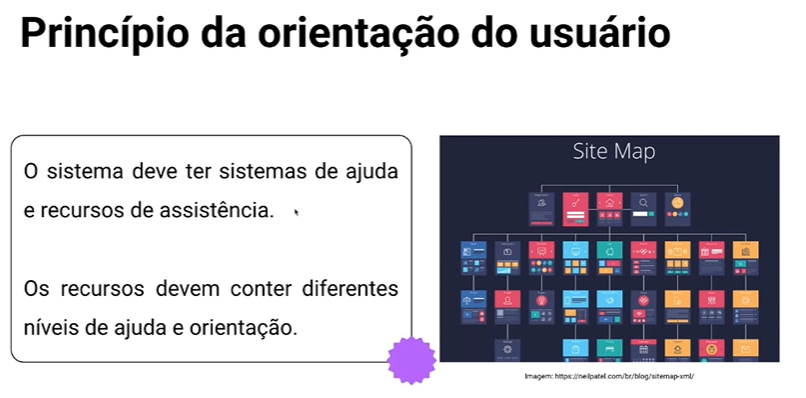 Princípio da orientação do usuário
O sistema deve ter sistemas de ajuda
e recursos de assistência.
Os recursos devem conter diferentes
níveis de ajuda e orientação.
Site Map
Imagem: https://neilpatel.com/br/blog/sitemap-xml/